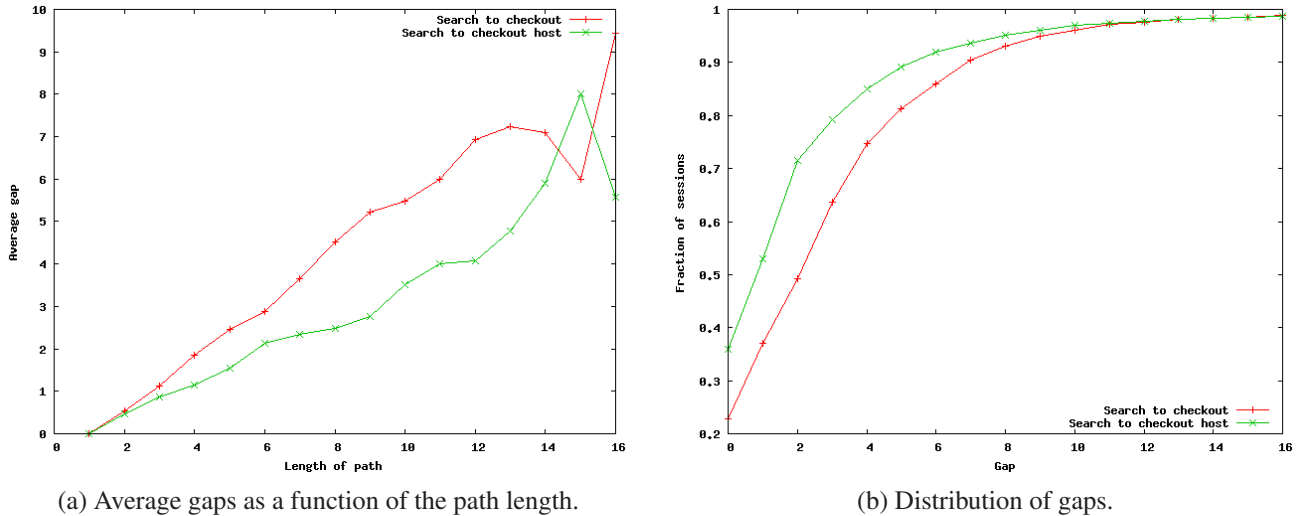 10
9
8
7
6
5
4
3
2
1
0
Average gap
Search to checkout
Search to checkout host
0 2 4 6 8 10 12 14 16
Length of path
(a) Average gaps as a function of the path length.
1
0.9
0.8
0.7
0.6
0.5
0.4
0.3
0.2
Fraction of sessions
Search to checkout
Search to checkout host
0 2 4 6 8 10 12 14 16
Gap
(b) Distribution of gaps.